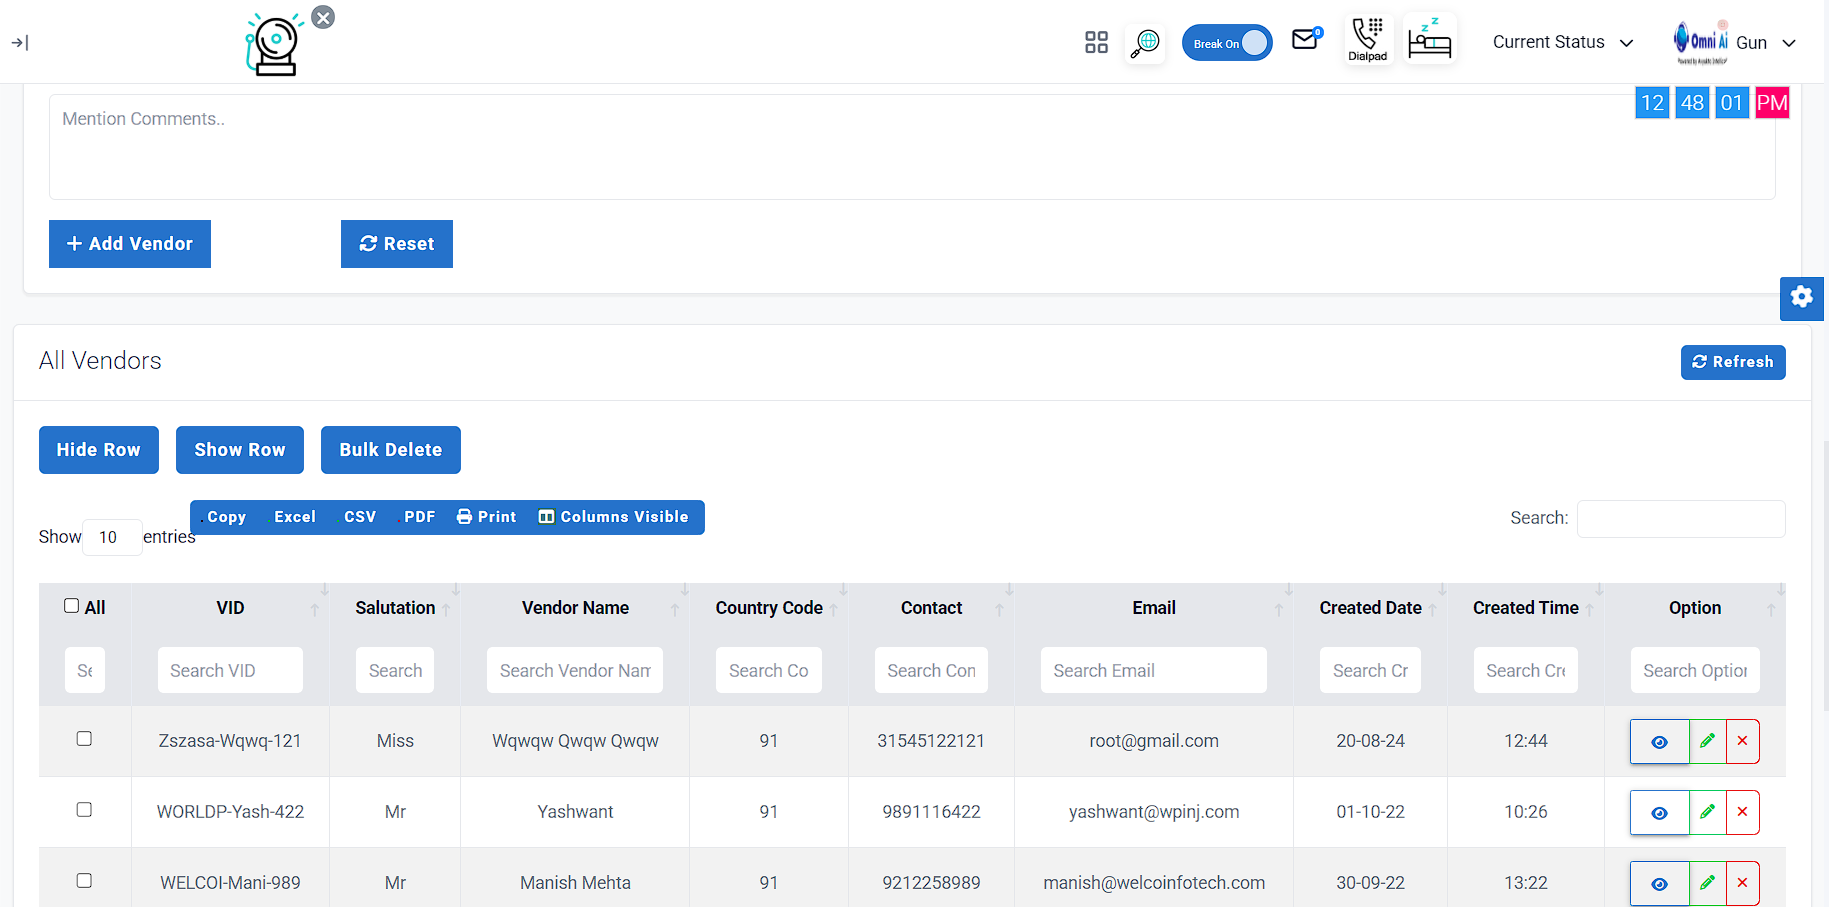 Break On
0
Dialpad
z z
Current Status
Omni Ai
Gun
12 48 01 PM
Mention Comments..
+ Add Vendor
Reset
All Vendors
Refresh
Hide Row
Show Row
Bulk Delete
Copy Excel CSV PDF Print Columns Visible
Show 10 entries
Search:
All VID Salutation Vendor Name Country Code Contact Email Created Date Created Time Option
Se Search VID Search Search Vendor Nam Search Co Search Con Search Email Search Cr Search Cre Search Option
Zszasa-Wqwq-121 Miss Wqwqw Qwqw Qwqw 91 31545122121 root@gmail.com 20-08-24 12:44
WORLDP-Yash-422 Mr Yashwant 91 9891116422 yashwant@wpinj.com 01-10-22 10:26
WELCOI-Mani-989 Mr Manish Mehta 91 9212258989 manish@welcoinfotech.com 30-09-22 13:22